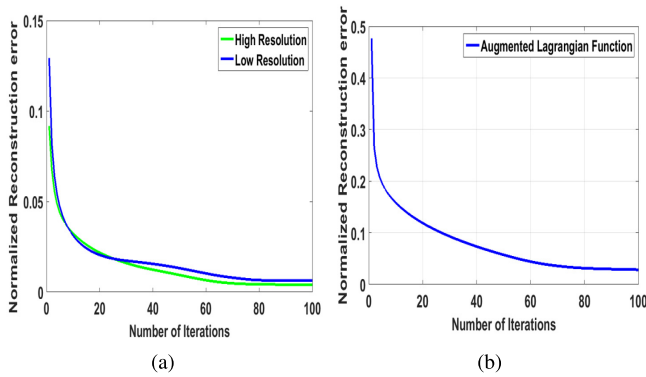 Normalized Reconstruction error
0.15
0.1
0.05
0
High Resolution
Low Resolution
0 20 40 60 80 100
Number of Iterations
(a)
Normalized Reconstruction error
0.5
0.4
0.3
0.2
0.1
0
Augmented Lagrangian Function
0 20 40 60 80 100
Number of Iterations
(b)